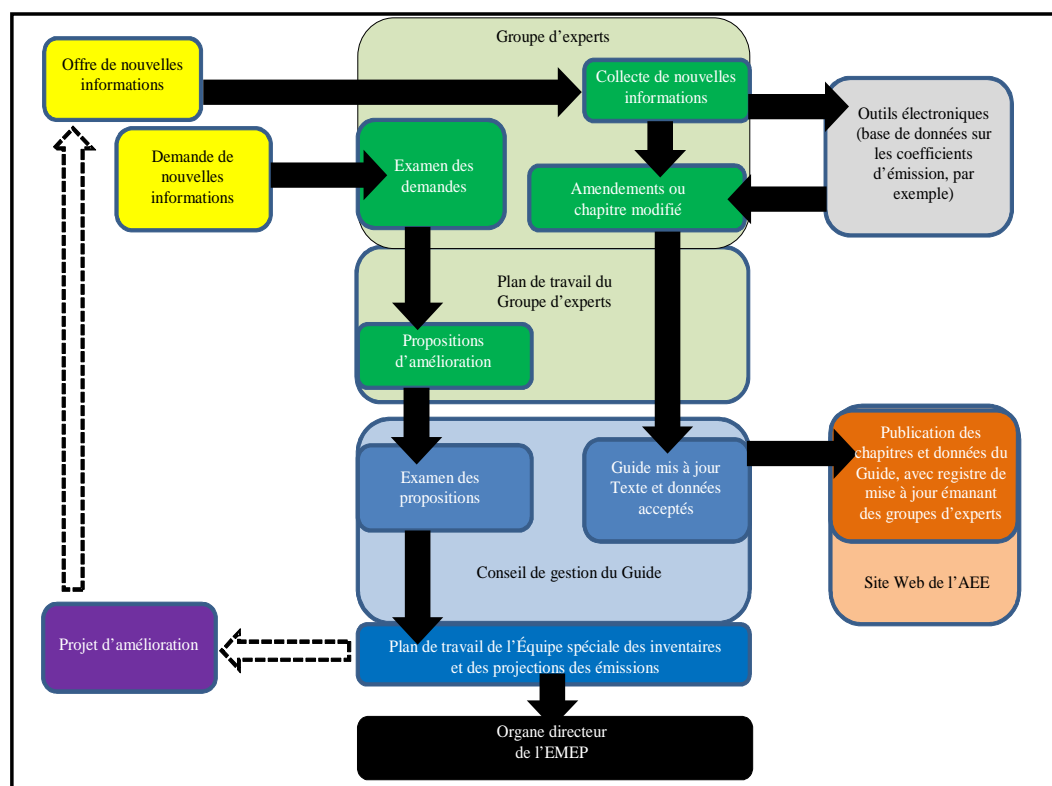 Groupe d'experts
Offre de nouvelles
informations
Collecte de nouvelles
informations
Outils électroniques
(base de données sur
les coefficients
d'émission, par
exemple)
Demande de
nouvelles
informations
Examen des
demandes
Amendements ou
chapitre modifié
Plan de travail du
Groupe d'experts
Propositions
d'amélioration
Examen des
propositions
Guide mis à jour
Texte et données
acceptés
Publication des
chapitres et données du
Guide, avec registre de
mise à jour émanant
des groupes d'experts
Conseil de gestion du Guide
Site Web de l'AEE
Projet d'amélioration
Plan de travail de l'Équipe spéciale des inventaires
et des projections des émissions
Organe directeur
de l'EMEP